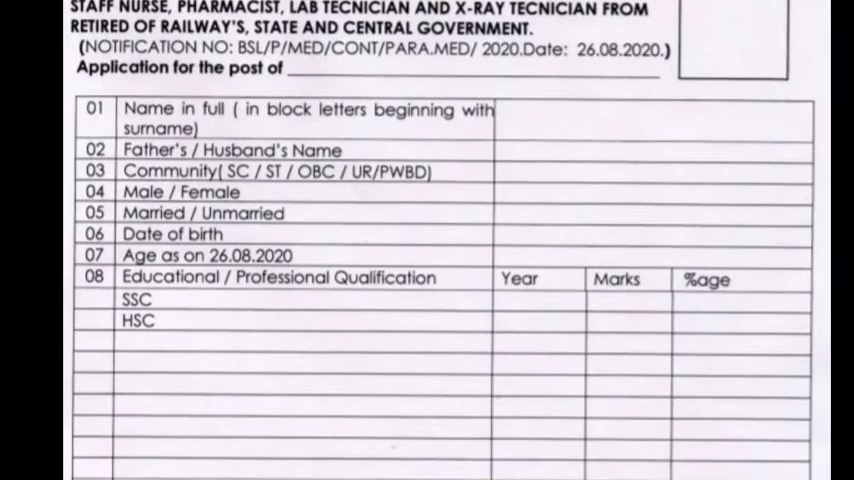 STAFF NURSE, PHARMACIST, LAB TECNICIAN AND X-RAY TECNICIAN FROM
RETIRED OF RAILWAY'S, STATE AND CENTRAL GOVERNMENT.
(NOTIFICATION NO: BSL/P/MED/CONT/PARA.MED/ 2020.Date: 26.08.2020.)
Application for the post of
01 Name in full ( in block letters beginning with
surname)
02 Father's / Husband's Name
03 Community( SC / ST / OBC / UR/PWBD)
04 Male / Female
05 Married / Unmarried
06 Date of birth
07 Age as on 26.08.2020
08 Educational / Professional Qualification Year Marks %age
SSC
HSC